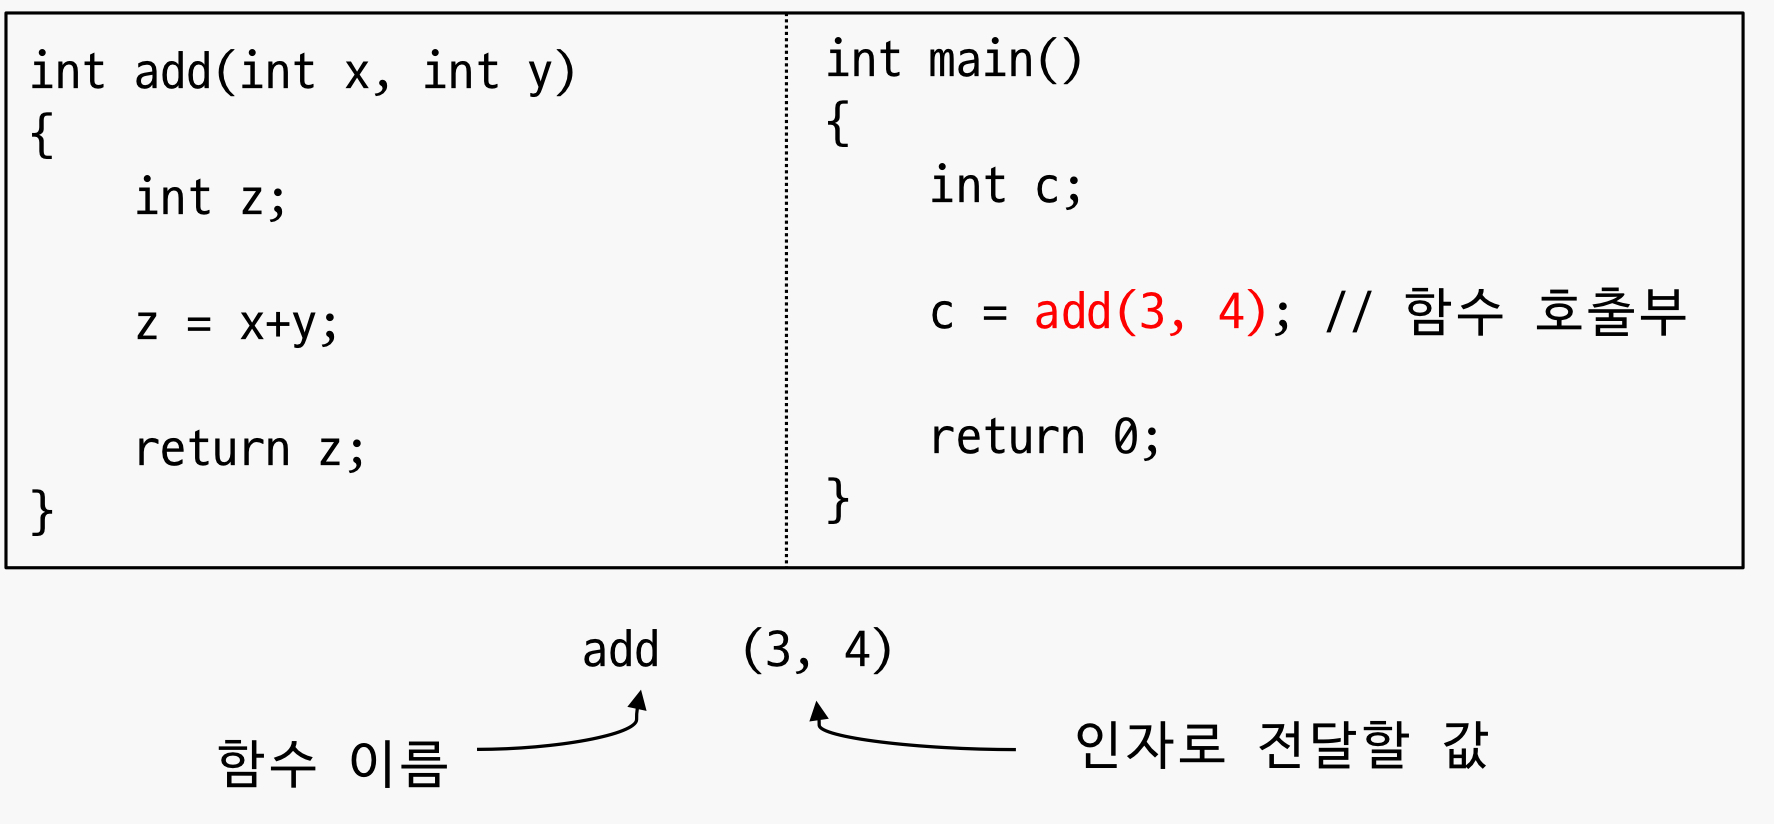 int add(int x, int y)
{
    int z;
    z = x+y;
    return z;
}
int main()
{
    int c;
    c = add(3, 4); // 함수 호출부
    return 0;
}
add (3, 4)
함수 이름
인자로 전달할 값